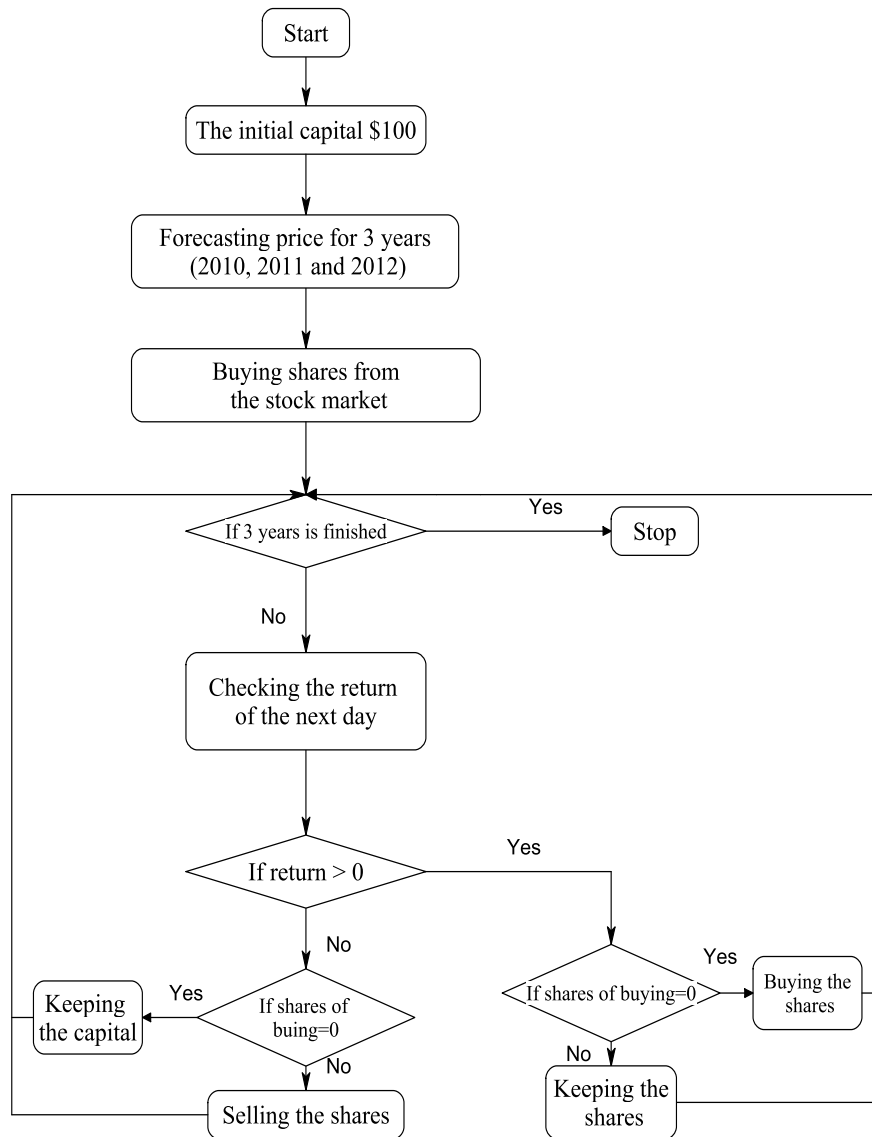 Start
The initial capital $100
Forecasting price for 3 years
(2010, 2011 and 2012)
Buying shares from
the stock market
If 3 years is finished
Yes
Stop
No
Checking the return
of the next day
If return > 0
Yes
No
If shares of
buing=0
Yes
Keeping
the capital
No
Selling the shares
If shares of buying=0
Yes
Buying the
shares
No
Keeping the
shares